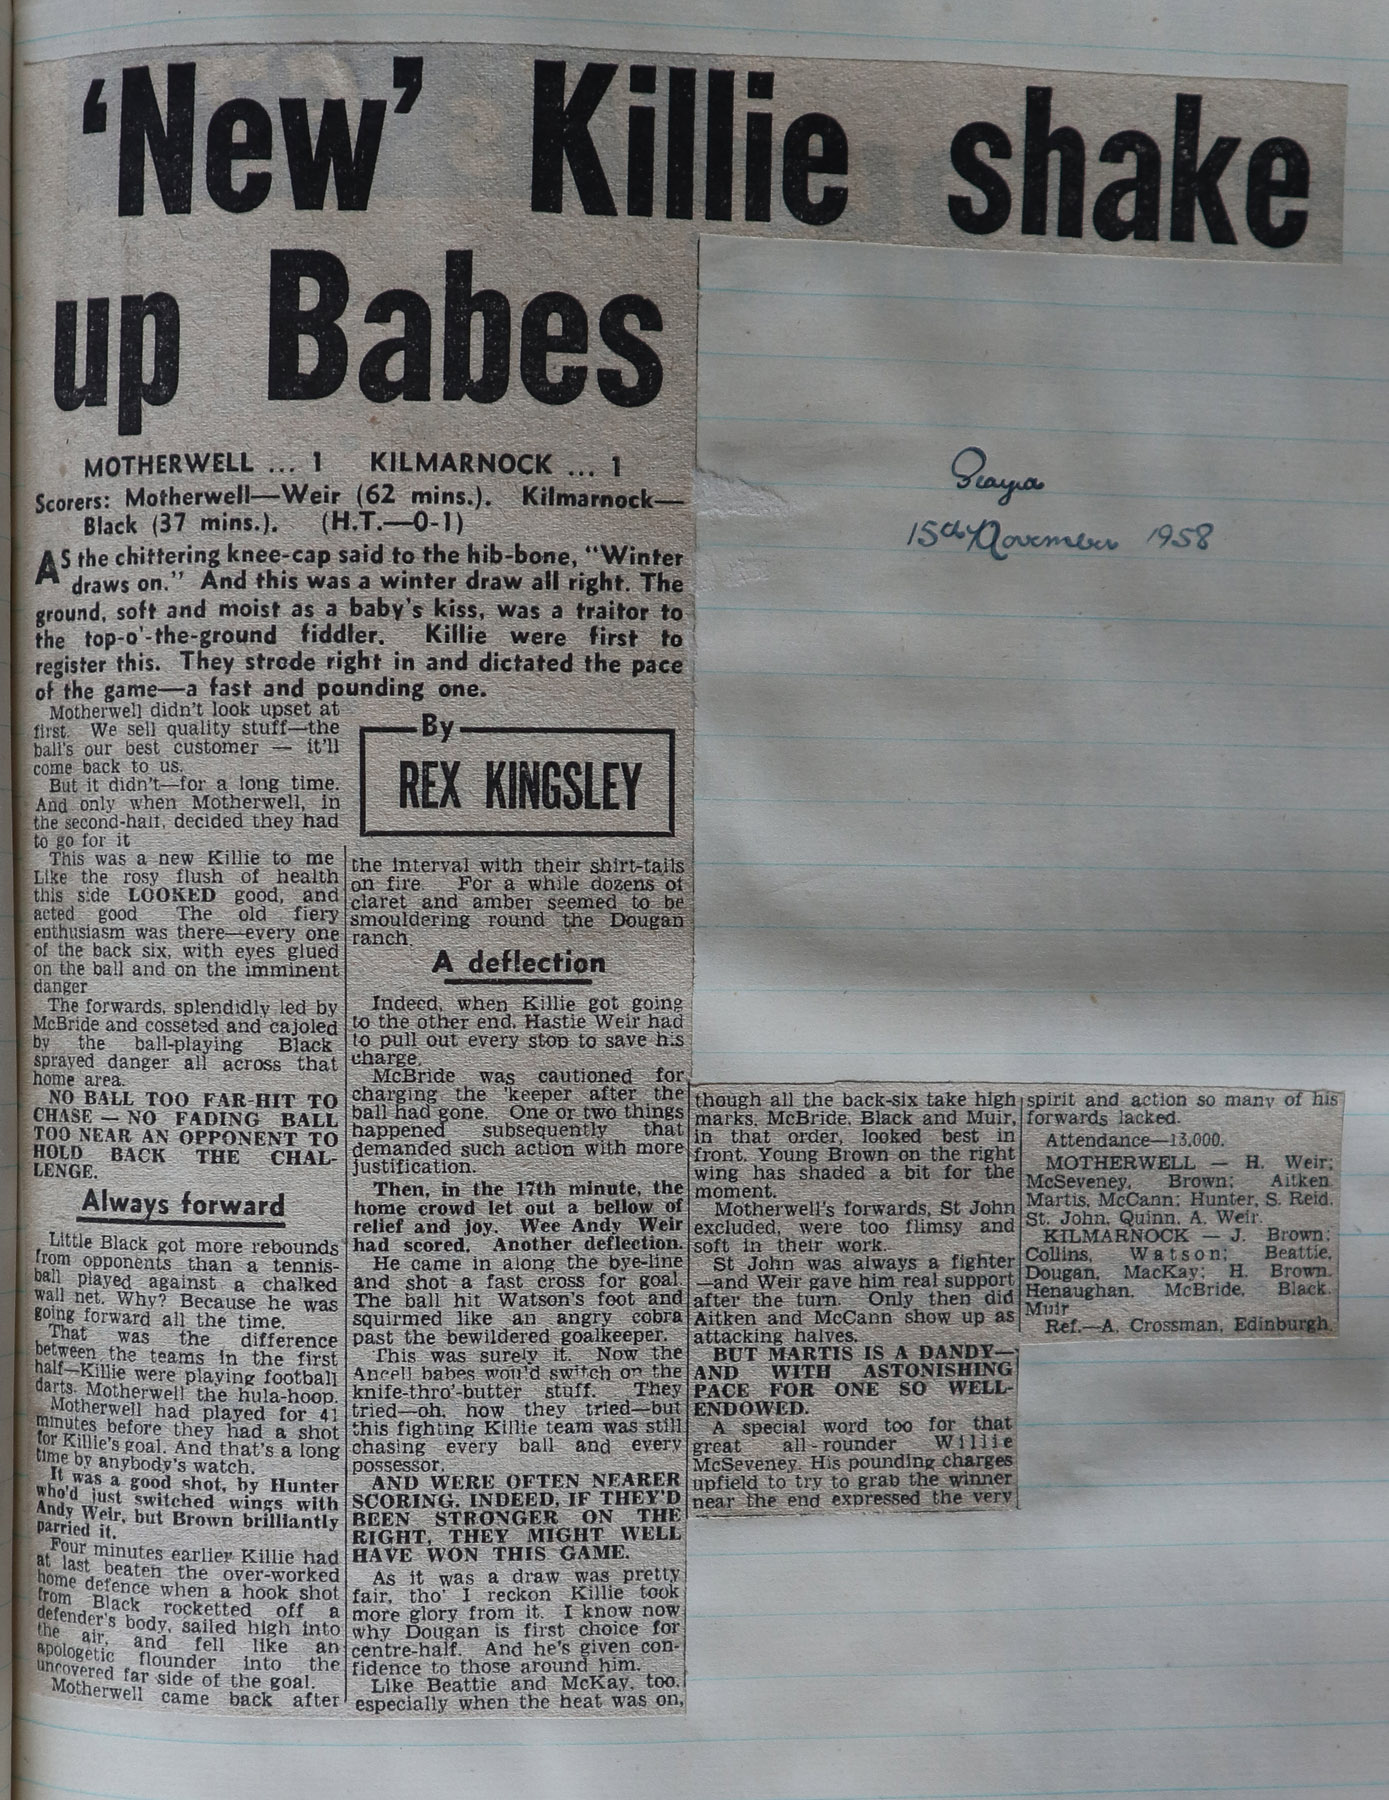 ‘New’ Killie shake
up Babes
MOTHERWELL ... 1 KILMARNOCK ... 1
Scorers: Motherwell—Weir (62 mins.). Kilmarnock—
Black (37 mins.). (H.T.—0-1)
AS the chittering knee-cap said to the hib-bone, “Winter
draws on.” And this was a winter draw all right. The
ground, soft and moist as a baby's kiss, was a traitor to
the top-o'-the-ground fiddler. Killie were first to
register this. They strode right in and dictated the pace
of the game—a fast and pounding one.
Motherwell didn't look upset at
first. We sell quality stuff—the
ball's our best customer — it'll
come back to us.
But it didn't—for a long time.
And only when Motherwell, in
the second-half, decided they had
to go for it
This was a new Killie to me
Like the rosy flush of health
this side LOOKED good, and
acted good The old fiery
enthusiasm was there—every one
of the back six, with eyes glued
on the ball and on the imminent
danger
The forwards, splendidly led by
McBride and cosseted and cajoled
by the ball-playing Black
sprayed danger all across that
home area.
NO BALL TOO FAR-HIT TO
CHASE — NO FADING BALL
TOO NEAR AN OPPONENT TO
HOLD BACK THE CHAL-
LENGE.
Always forward
Little Black got more rebounds
from opponents than a tennis-
ball played against a chalked
wall net. Why? Because he was
going forward all the time.
That was the difference
between the teams in the first
half—Killie were playing football
darts. Motherwell the hula-hoop.
Motherwell had played for 41
minutes before they had a shot
for Killie's goal. And that's a long
time by anybody's watch.
It was a good shot, by Hunter
who'd just switched wings with
Andy Weir, but Brown brilliantly
parried it.
Four minutes earlier Killie had
at last beaten the over-worked
home defence when a hook shot
from Black rocketted off a
defender's body, sailed high into
the air, and fell like an
apologetic flounder into the
uncovered far side of the goal.
Motherwell came back after
By
REX KINGSLEY
the interval with their shirt-tails
on fire. For a while dozens of
claret and amber seemed to be
smouldering round the Dougan
ranch.
A deflection
Indeed, when Killie got going
to the other end, Hastie Weir had
to pull out every stop to save his
charge.
McBride was cautioned for
charging the 'keeper after the
ball had gone. One or two things
happened subsequently that
demanded such action with more
justification.
Then, in the 17th minute, the
home crowd let out a bellow of
relief and joy. Wee Andy Weir
had scored. Another deflection.
He came in along the bye-line
and shot a fast cross for goal.
The ball hit Watson's foot and
squirmed like an angry cobra
past the bewildered goalkeeper.
This was surely it. Now the
Ancell babes wou'd switch on the
knife-thro'-butter stuff. They
tried—oh, how they tried—but
this fighting Killie team was still
chasing every ball and every
possessor.
AND WERE OFTEN NEARER
SCORING. INDEED, IF THEY'D
BEEN STRONGER ON THE
RIGHT, THEY MIGHT WELL
HAVE WON THIS GAME.
As it was a draw was pretty
fair, tho' I reckon Killie took
more glory from it. I know now
why Dougan is first choice for
centre-half. And he's given con-
fidence to those around him.
Like Beattie and McKay, too,
especially when the heat was on,
though all the back-six take high
marks, McBride, Black and Muir,
in that order, looked best in
front. Young Brown on the right
wing has shaded a bit for the
moment.
Motherwell's forwards, St John
excluded, were too flimsy and
soft in their work.
St John was always a fighter
—and Weir gave him real support
after the turn. Only then did
Aitken and McCann show up as
attacking halves.
BUT MARTIS IS A DANDY—
AND WITH ASTONISHING
PACE FOR ONE SO WELL-
ENDOWED.
A special word too for that
great all-rounder Willie
McSeveney. His pounding charges
upfield to try to grab the winner
near the end expressed the very
spirit and action so many of his
forwards lacked.
Attendance—13,000.
MOTHERWELL — H. Weir;
McSeveney, Brown; Aitken
Martis, McCann; Hunter, S. Reid.
St. John, Quinn, A. Weir.
KILMARNOCK — J. Brown;
Collins, Watson; Beattie,
Dougan, MacKay; H. Brown.
Henaughan, McBride, Black.
Muir
Ref.—A. Crossman, Edinburgh.
15th November 1958